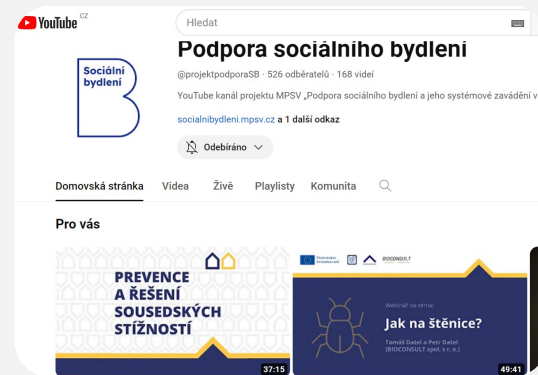 YouTube CZ
Hledat
Podpora sociálního bydlení
Sociální
bydlení
@projektpodporaSB · 526 odběratelů · 168 videí
YouTube kanál projektu MPSV „Podpora sociálního bydlení a jeho systémové zavádění v
socialnibydleni.mpsv.cz a 1 další odkaz
Odebíráno
Domovská stránka Videa Živě Playlisty Komunita
Pro vás
PREVENCE
A ŘEŠENÍ
SOUSEDSKÝCH
STÍŽNOSTÍ
37:15
BIOCONSULT
Webinář na téma:
Jak na štěnice?
Tomáš Datel a Petr Datel
(BIOCONSULT spol. s r. o.)
49:41